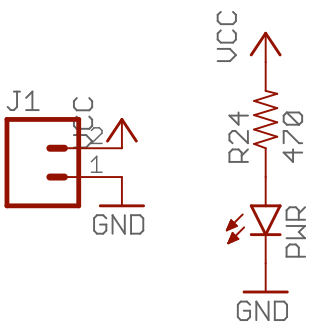 J1
VCC
2
1
GND
VCC
R24
470
PWR
GND